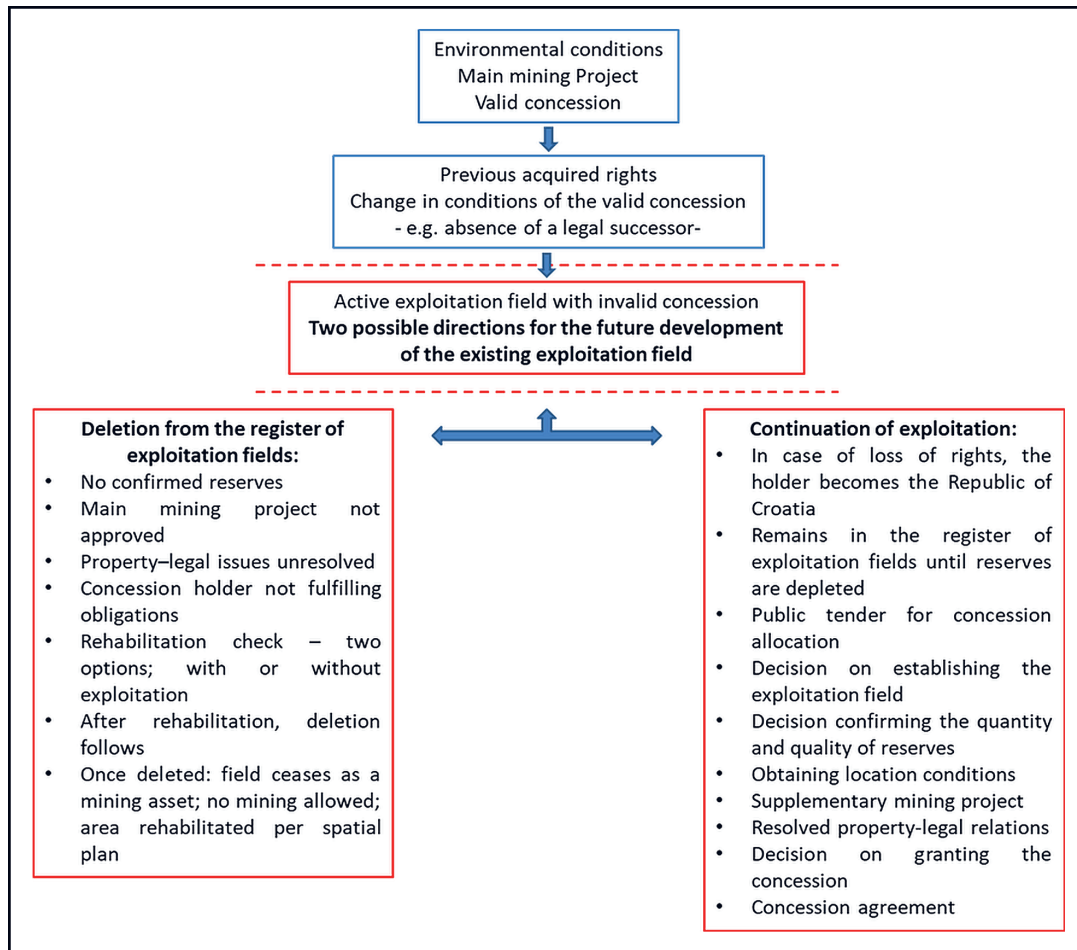 Environmental conditions
Main mining Project
Valid concession
Previous acquired rights
Change in conditions of the valid concession
- e.g. absence of a legal successor-
Active exploitation field with invalid concession
Two possible directions for the future development
of the existing exploitation field
Deletion from the register of
exploitation fields:
• No confirmed reserves
• Main mining project not
approved
• Property–legal issues unresolved
• Concession holder not fulfilling
obligations
• Rehabilitation check – two
options; with or without
exploitation
• After rehabilitation, deletion
follows
• Once deleted: field ceases as a
mining asset; no mining allowed;
area rehabilitated per spatial
plan
Continuation of exploitation:
• In case of loss of rights, the
holder becomes the Republic of
Croatia
• Remains in the register of
exploitation fields until reserves
are depleted
• Public tender for concession
allocation
• Decision on establishing the
exploitation field
• Decision confirming the quantity
and quality of reserves
• Obtaining location conditions
• Supplementary mining project
• Resolved property-legal relations
• Decision on granting the
concession
• Concession agreement